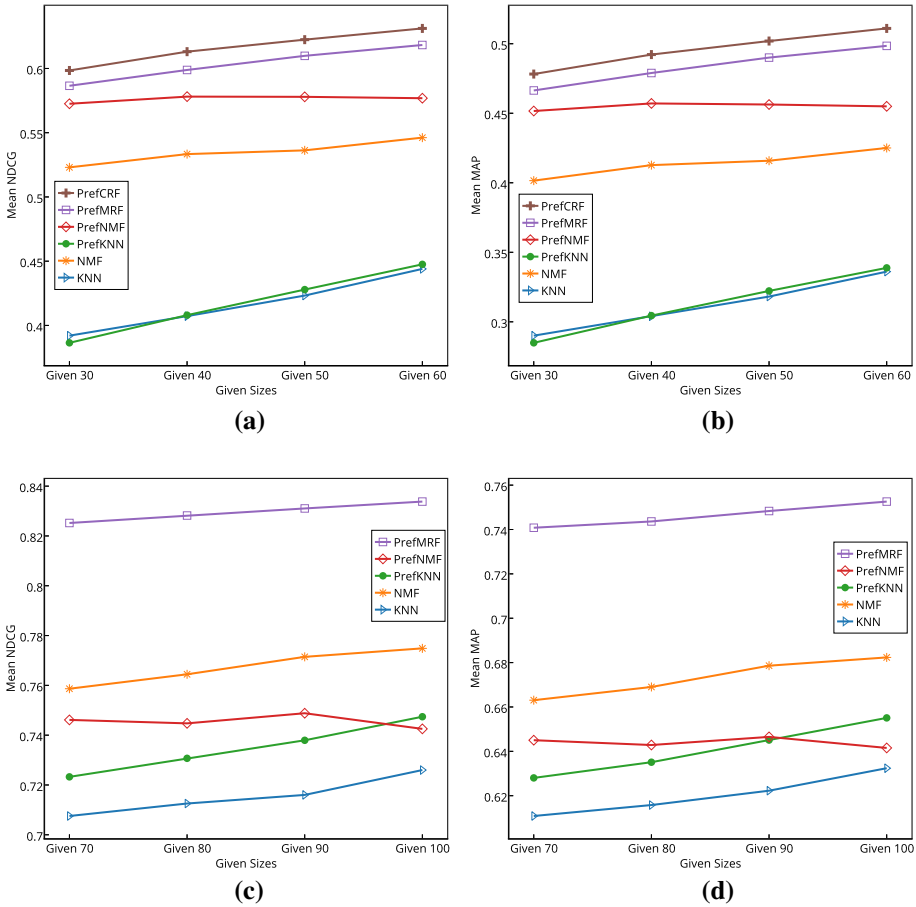 0.6
0.55
0.5
0.45
0.4
Mean NDCG
PrefCRF
PrefMRF
PrefNMF
PrefKNN
NMF
KNN
Given 30 Given 40 Given 50 Given 60
Given Sizes
(a)
0.5
0.45
0.4
0.35
0.3
Mean MAP
PrefCRF
PrefMRF
PrefNMF
PrefKNN
NMF
KNN
Given 30 Given 40 Given 50 Given 60
Given Sizes
(b)
0.84
0.82
0.8
0.78
0.76
0.74
0.72
0.7
Mean NDCG
PrefMRF
PrefNMF
PrefKNN
NMF
KNN
Given 70 Given 80 Given 90 Given 100
Given Sizes
(c)
0.76
0.74
0.72
0.7
0.68
0.66
0.64
0.62
Mean MAP
PrefMRF
PrefNMF
PrefKNN
NMF
KNN
Given 70 Given 80 Given 90 Given 100
Given Sizes
(d)